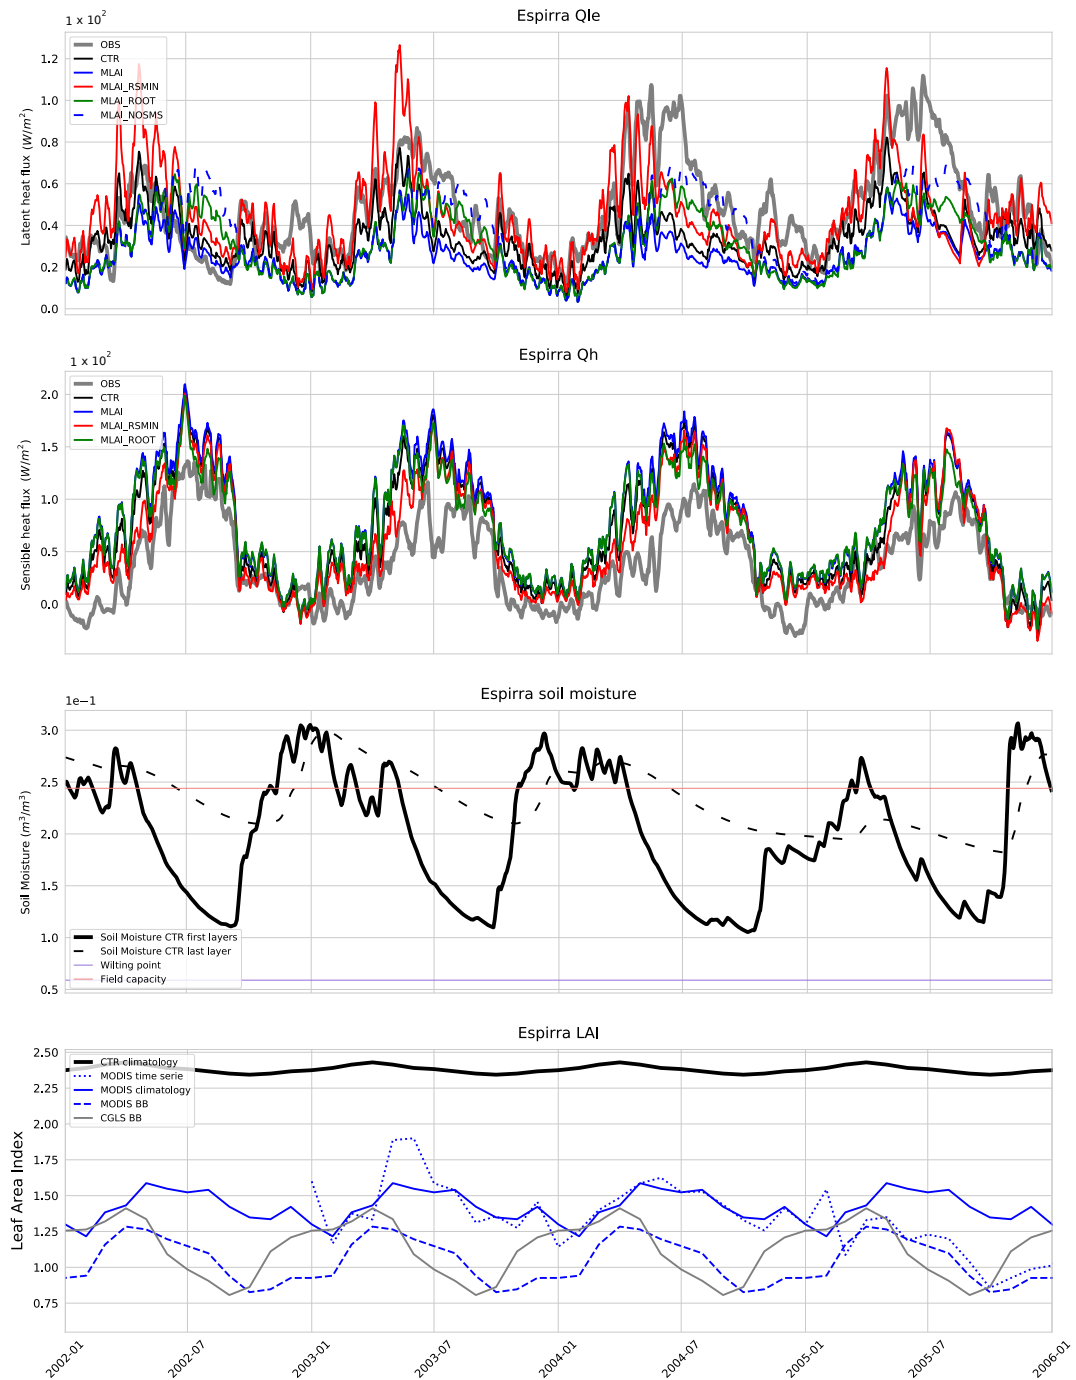 Espirra Qle
1 x 10²
1.2
1.0
0.8
0.6
0.4
0.2
0.0
Latent heat flux (W/m²)
OBS
CTR
MLAI
MLAI_RSMIN
MLAI_ROOT
MLAI_NOSMS
Espirra Qh
1 x 10²
2.0
1.5
1.0
0.5
0.0
Sensible heat flux (W/m²)
OBS
CTR
MLAI
MLAI_RSMIN
MLAI_ROOT
Espirra soil moisture
1e−1
3.0
2.5
2.0
1.5
1.0
0.5
Soil Moisture (m³/m³)
Soil Moisture CTR first layers
Soil Moisture CTR last layer
Wilting point
Field capacity
Espirra LAI
2.50
2.25
2.00
1.75
1.50
1.25
1.00
0.75
Leaf Area Index
CTR climatology
MODIS time serie
MODIS climatology
MODIS BB
CGLS BB
2002-01
2002-07
2003-01
2003-07
2004-01
2004-07
2005-01
2005-07
2006-01